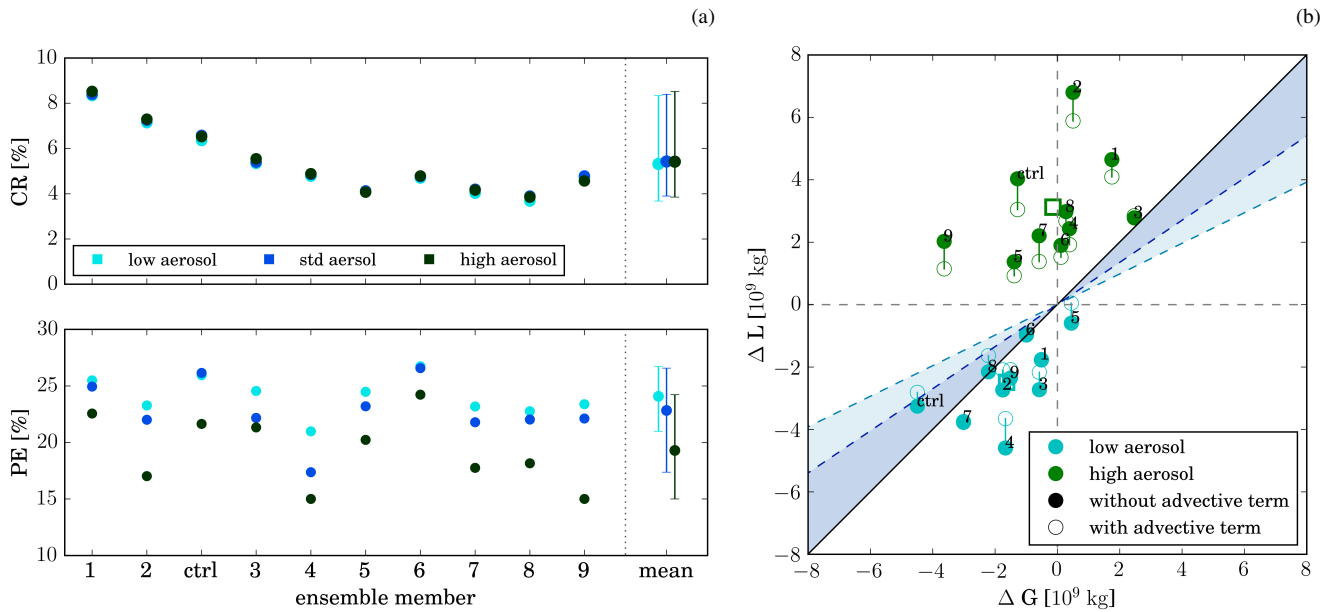 (a)
CR [%]
10
8
6
4
2
0
low aerosol
std aersol
high aerosol
PE [%]
30
25
20
15
10
1 2 ctrl 3 4 5 6 7 8 9 mean
ensemble member
(b)
Δ L [10⁹ kg]
8
6
4
2
0
−2
−4
−6
−8
2
1
ctrl
3
8
4
7
6
9
5
5
6
1
8
9
2
3
ctrl
7
4
low aerosol
high aerosol
without advective term
with advective term
−8 −6 −4 −2 0 2 4 6 8
Δ G [10⁹ kg]